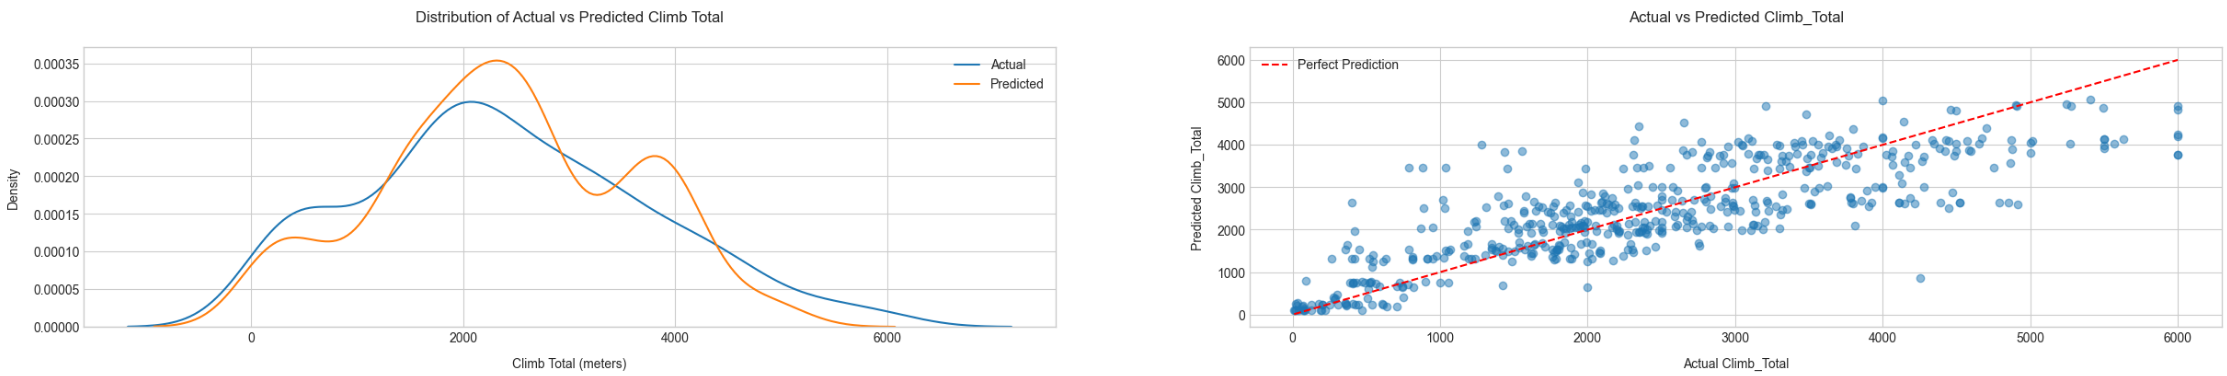 Distribution of Actual vs Predicted Climb Total
0.00035
0.00030
0.00025
0.00020
0.00015
0.00010
0.00005
0.00000
Density
Actual
Predicted
0
2000
4000
6000
Climb Total (meters)
Actual vs Predicted Climb_Total
6000
5000
4000
3000
2000
1000
0
Predicted Climb_Total
Perfect Prediction
0
1000
2000
3000
4000
5000
6000
Actual Climb_Total